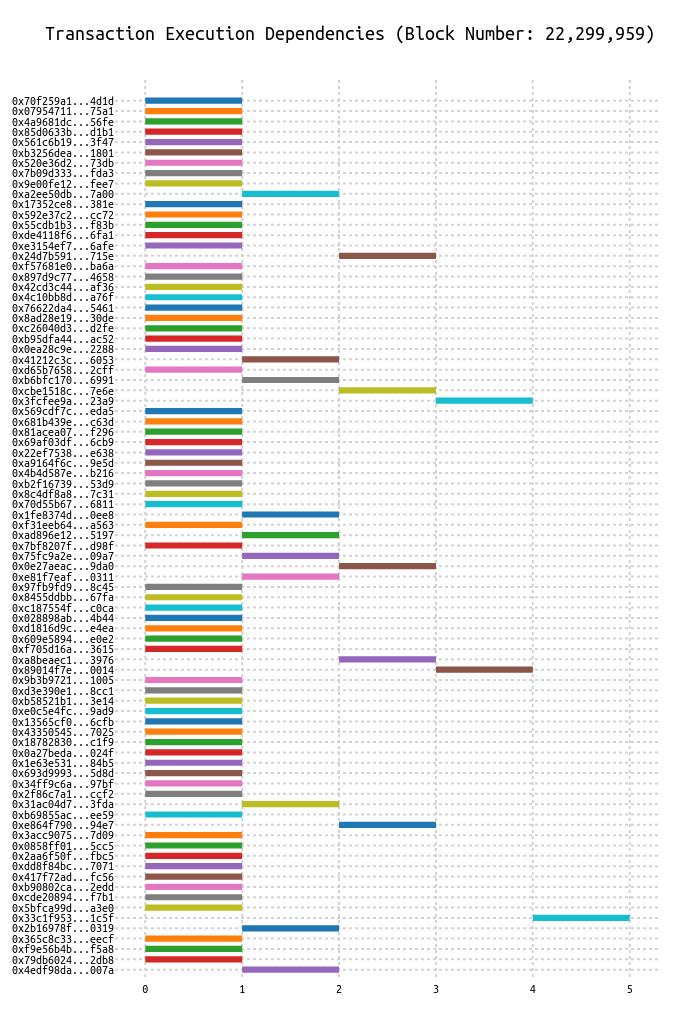 Transaction Execution Dependencies (Block Number: 22,299,959)
0x70f259a1...4d1d
0x07954711...75a1
0x4a9681dc...56fe
0x85d0633b...d1b1
0x561c6b19...3f47
0xb3256dea...1801
0x520e36d2...73db
0x7b09d333...fda3
0x9e00fe12...fee7
0xa2ee50db...7a00
0x17352ce8...381e
0x592e37c2...cc72
0x55cdb1b3...f83b
0xde4118f6...6fa1
0xe3154ef7...6afe
0x24d7b591...715e
0xf57681e0...ba6a
0x897d9c77...4658
0x42cd3c44...af36
0x4c10bb8d...a76f
0x76622da4...5461
0x8ad28e19...30de
0xc26040d3...d2fe
0xb95dfa44...ac52
0x0ea28c9e...2288
0x41212c3c...6053
0xd65b7658...2cff
0xb6bfc170...6991
0xcbe1518c...7e6e
0x3fcfee9a...23a9
0x569cdf7c...eda5
0x681b439e...c63d
0x81acea07...f296
0x69af03df...6cb9
0x22ef7538...e638
0xa9164f6c...9e5d
0x4b4d587e...b216
0xb2f16739...53d9
0x8c4df8a8...7c31
0x70d55b67...6811
0x1fe8374d...0ee8
0xf31eeb64...a563
0xad896e12...5197
0x7bf8207f...d98f
0x75fc9a2e...09a7
0x0e27aeac...9da0
0xe81f7eaf...0311
0x97fb9fd9...8c45
0x8455ddbb...67fa
0xc187554f...c0ca
0x028898ab...4b44
0xd1816d9c...e4ea
0x609e5894...e0e2
0xf705d16a...3615
0xa8beaec1...3976
0x89014f7e...0014
0x9b3b9721...1005
0xd3e390e1...8cc1
0xb58521b1...3e14
0xe0c5e4fc...9ad9
0x13565cf0...6cfb
0x43350545...7025
0x18782830...c1f9
0x0a27beda...024f
0x1e63e531...84b5
0x693d9993...5d8d
0x34ff9c6a...97bf
0x2f86c7a1...ccf2
0x31ac04d7...3fda
0xb69855ac...ee59
0xe864f790...94e7
0x3acc9075...7d09
0x0858ff01...5cc5
0x2aa6f50f...fbc5
0xdd8f84bc...7071
0x417f72ad...fc56
0xb90802ca...2edd
0xcde20894...f7b1
0x5bfca99d...a3e0
0x33c1f953...1c5f
0x2b16978f...0319
0x365c8c33...eecf
0xf9e56b4b...f5a8
0x79db6024...2db8
0x4edf98da...007a
0 1 2 3 4 5